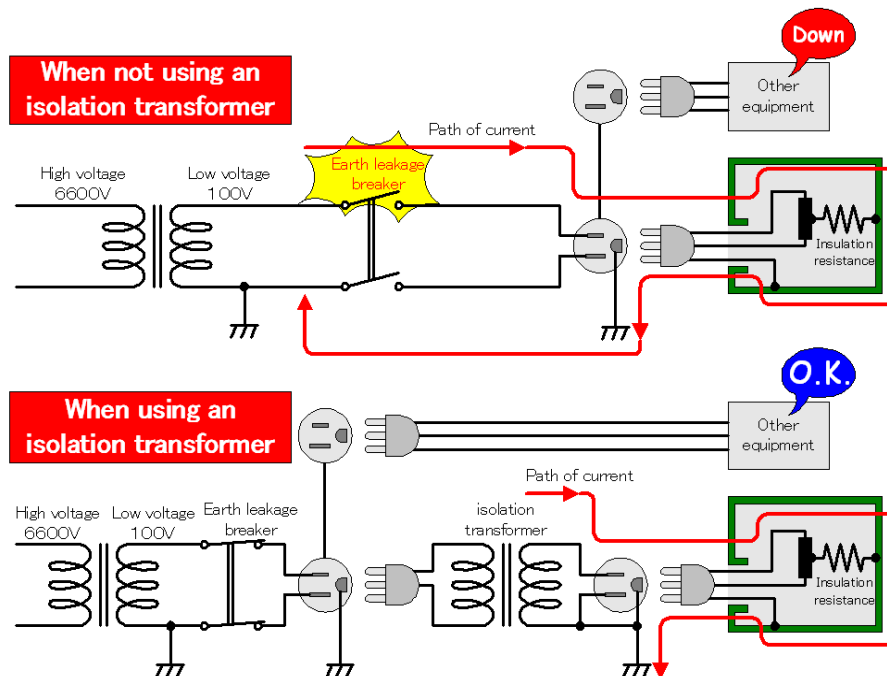 Down
When not using an
isolation transformer
Other
equipment
Path of current
High voltage
6600V
Low voltage
100V
Earth leakage
breaker
Insulation
resistance
O.K.
When using an
isolation transformer
Other
equipment
Path of current
High voltage
6600V
Low voltage
100V
Earth leakage
breaker
isolation
transformer
Insulation
resistance